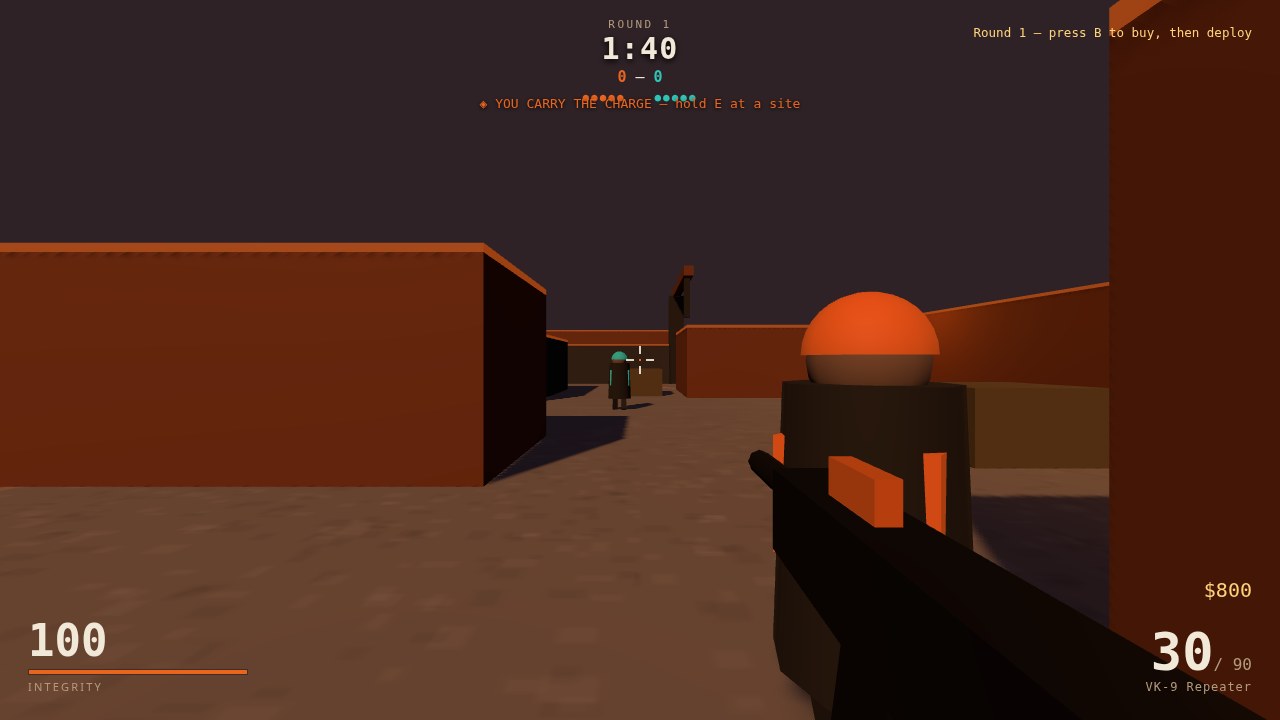 ROUND 1
1:40
0 — 0
◈ YOU CARRY THE CHARGE — hold E at a site
Round 1 — press B to buy, then deploy
100
INTEGRITY
$800
30 / 90
VK-9 Repeater